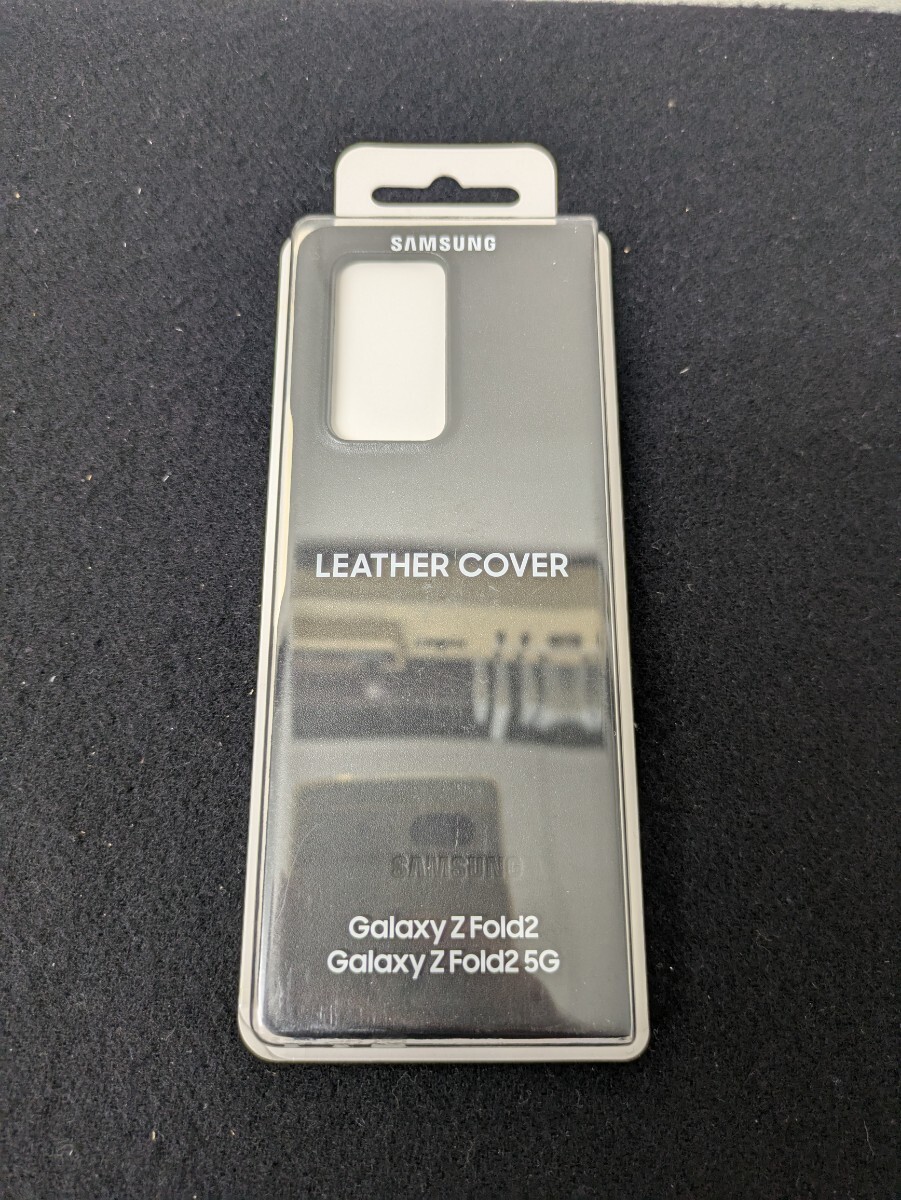 SAMSUNG
LEATHER COVER
SAMSUNG
Galaxy Z Fold2
Galaxy Z Fold2 5G